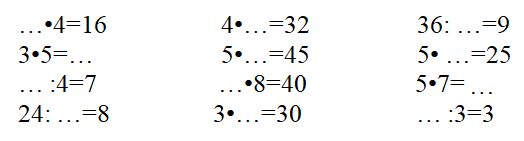 …•4=16 4•…=32 36: …=9
3•5=… 5•…=45 5• …=25
… :4=7 …•8=40 5•7= …
24: …=8 3•…=30 … :3=3